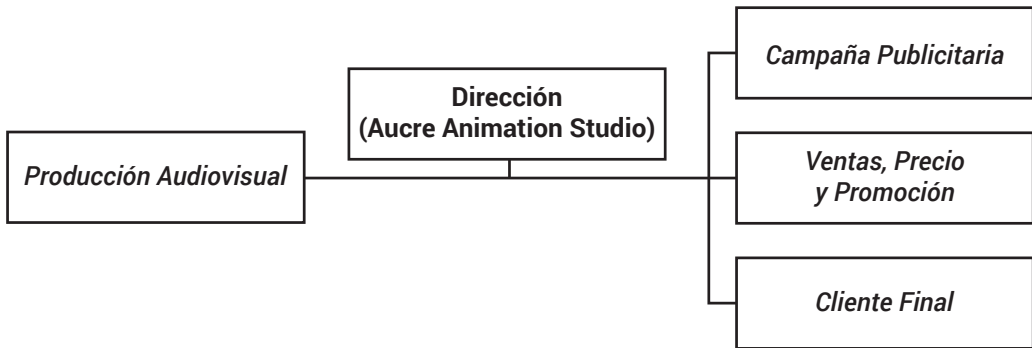 Campaña Publicitaria
Dirección
(Aucre Animation Studio)
Producción Audiovisual
Ventas, Precio
y Promoción
Cliente Final